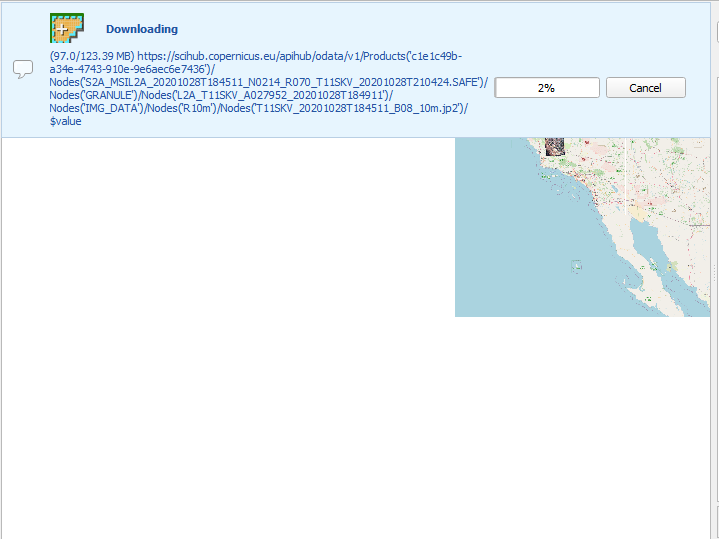 Downloading
(97.0/123.39 MB) https://scihub.copernicus.eu/apihub/odata/v1/Products('c1e1c49b-
a34e-4743-910e-9e6aec6e7436')/
Nodes('S2A_MSIL2A_20201028T184511_N0214_R070_T11SKV_20201028T210424.SAFE')/
Nodes('GRANULE')/Nodes('L2A_T11SKV_A027952_20201028T184911')/
Nodes('IMG_DATA')/Nodes('R10m')/Nodes('T11SKV_20201028T184511_B08_10m.jp2')/
$value
2%
Cancel